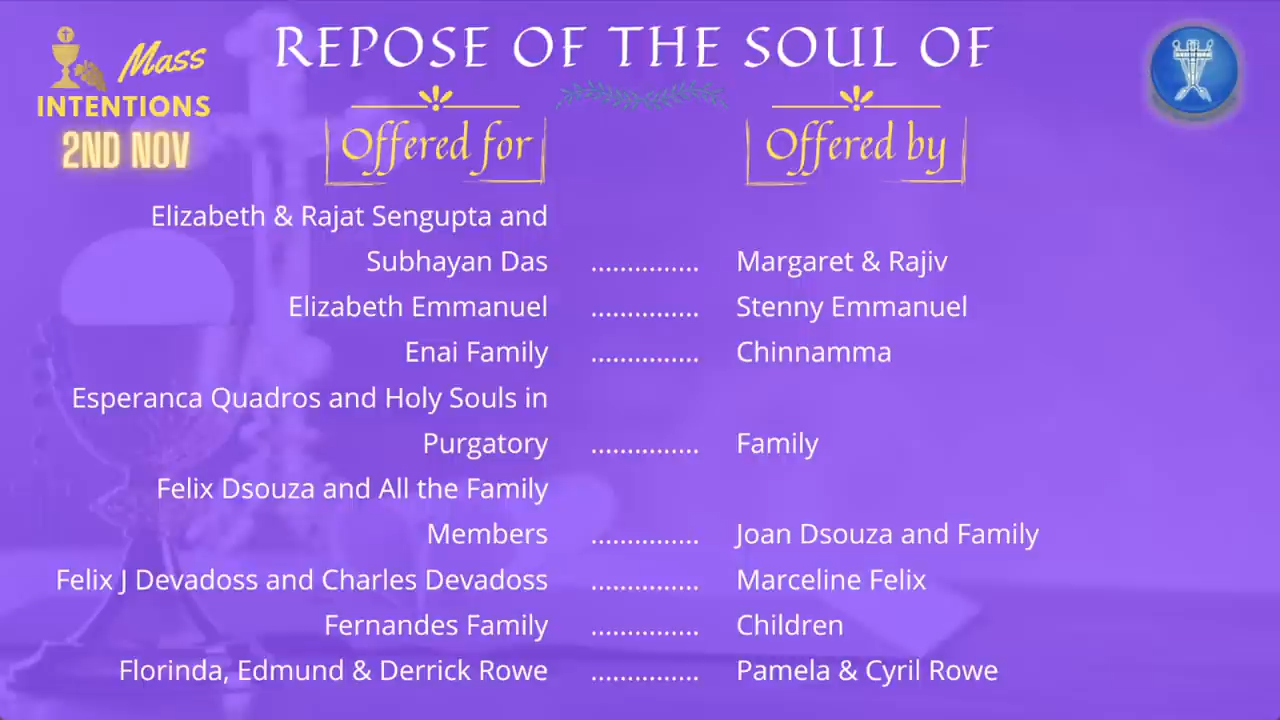 Mass
INTENTIONS
2ND NOV
REPOSE OF THE SOUL OF
Offered for
Offered by
Elizabeth & Rajat Sengupta and
Subhayan Das ............... Margaret & Rajiv
Elizabeth Emmanuel ............... Stenny Emmanuel
Enai Family ............... Chinnamma
Esperanca Quadros and Holy Souls in
Purgatory ............... Family
Felix Dsouza and All the Family
Members ............... Joan Dsouza and Family
Felix J Devadoss and Charles Devadoss ............... Marceline Felix
Fernandes Family ............... Children
Florinda, Edmund & Derrick Rowe ............... Pamela & Cyril Rowe